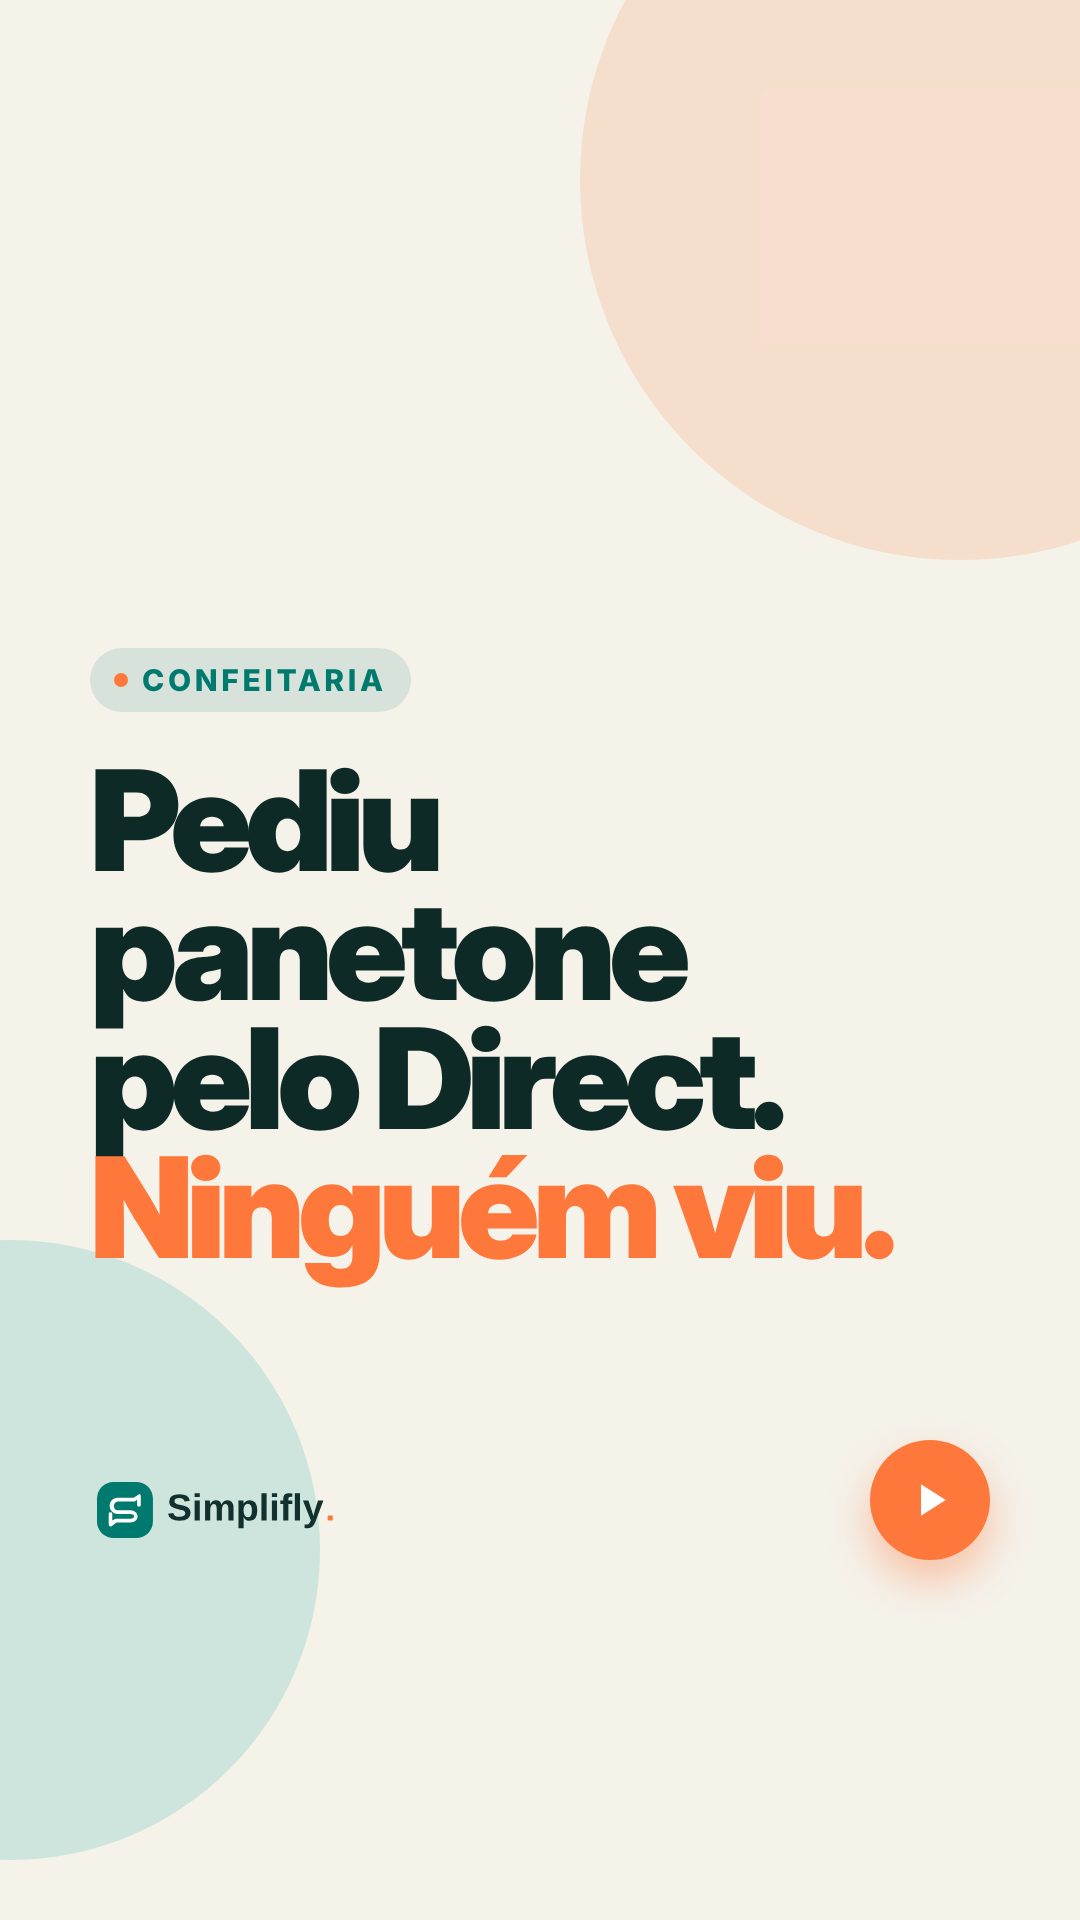 CONFEITARIA
Pediu
panetone
pelo Direct.
Ninguém viu.
Simplifly.